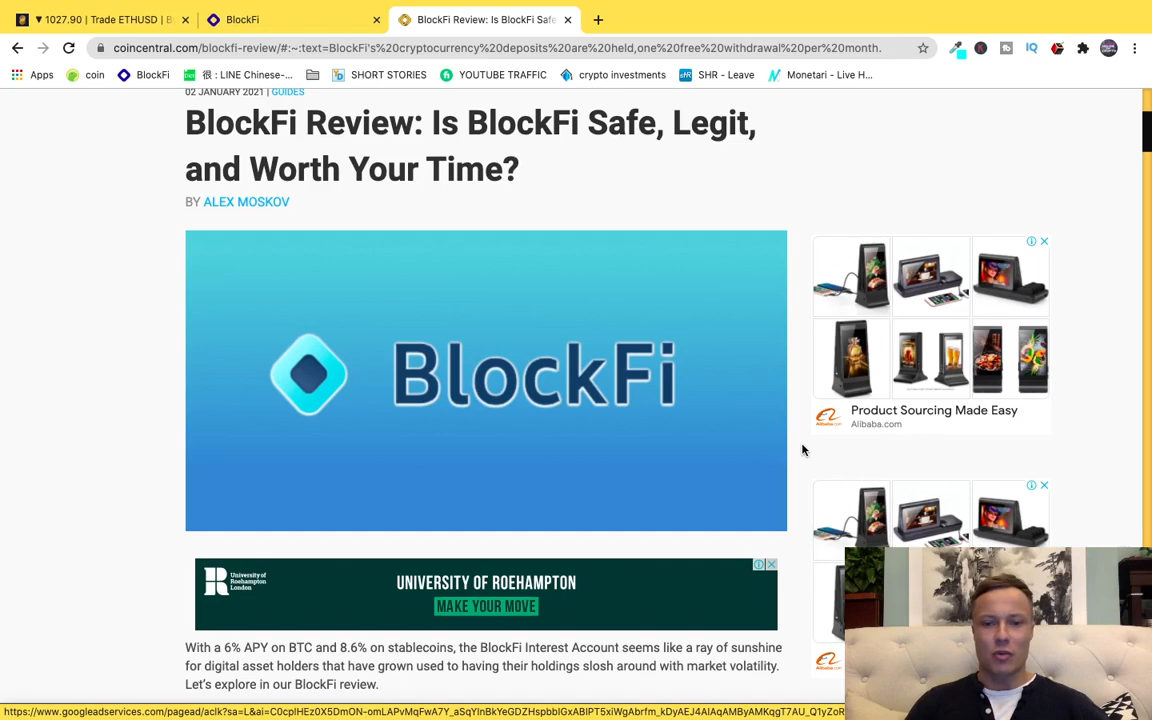 ▼ 1027.90 | Trade ETHUSD | B
BlockFi
BlockFi Review: Is BlockFi Safe
coincentral.com/blockfi-review/#:~:text=BlockFi's%20cryptocurrency%20deposits%20are%20held,one%20free%20withdrawal%20per%20month.
Apps
coin
BlockFi
很 : LINE Chinese-...
SHORT STORIES
YOUTUBE TRAFFIC
crypto investments
SHR - Leave
Monetari - Live H...
02 JANUARY 2021 | GUIDES
BlockFi Review: Is BlockFi Safe, Legit,
and Worth Your Time?
BY ALEX MOSKOV
BlockFi
Product Sourcing Made Easy
Alibaba.com
University of
Roehampton
London
UNIVERSITY OF ROEHAMPTON
MAKE YOUR MOVE
With a 6% APY on BTC and 8.6% on stablecoins, the BlockFi Interest Account seems like a ray of sunshine
for digital asset holders that have grown used to having their holdings slosh around with market volatility.
Let's explore in our BlockFi review.